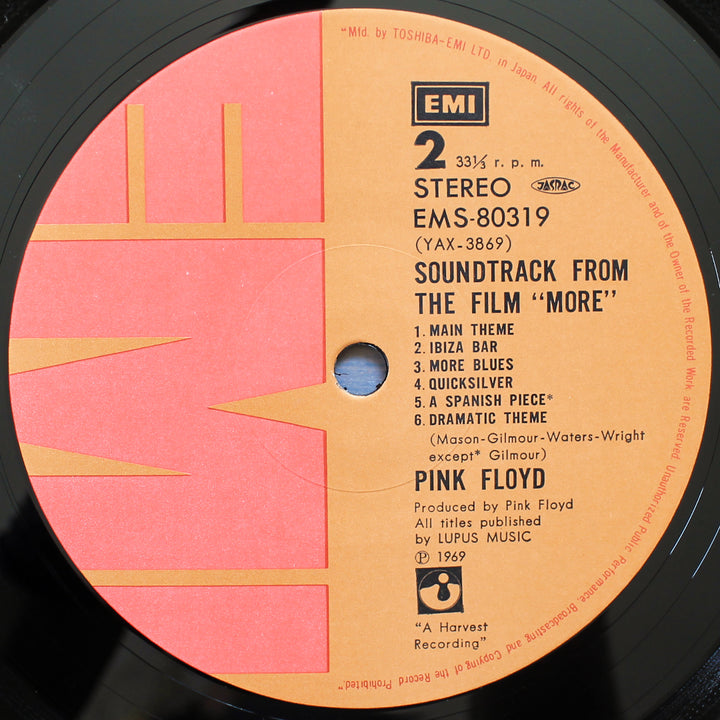 "Mfd. by TOSHIBA-EMI LTD. in Japan. All rights of the Manufacturer and of the Owner of the Recorded Work are Reserved. Unauthorized Public Performance, Broadcasting and Copying of the Record Prohibited."
EMI
2 33⅓ r. p. m.
STEREO JASRAC
EMS-80319
(YAX-3869)
SOUNDTRACK FROM
THE FILM "MORE"
1. MAIN THEME
2. IBIZA BAR
3. MORE BLUES
4. QUICKSILVER
5. A SPANISH PIECE*
6. DRAMATIC THEME
(Mason-Gilmour-Waters-Wright
except* Gilmour)
PINK FLOYD
Produced by Pink Floyd
All titles published
by LUPUS MUSIC
Ⓟ 1969
"A Harvest
Recording"
EMI